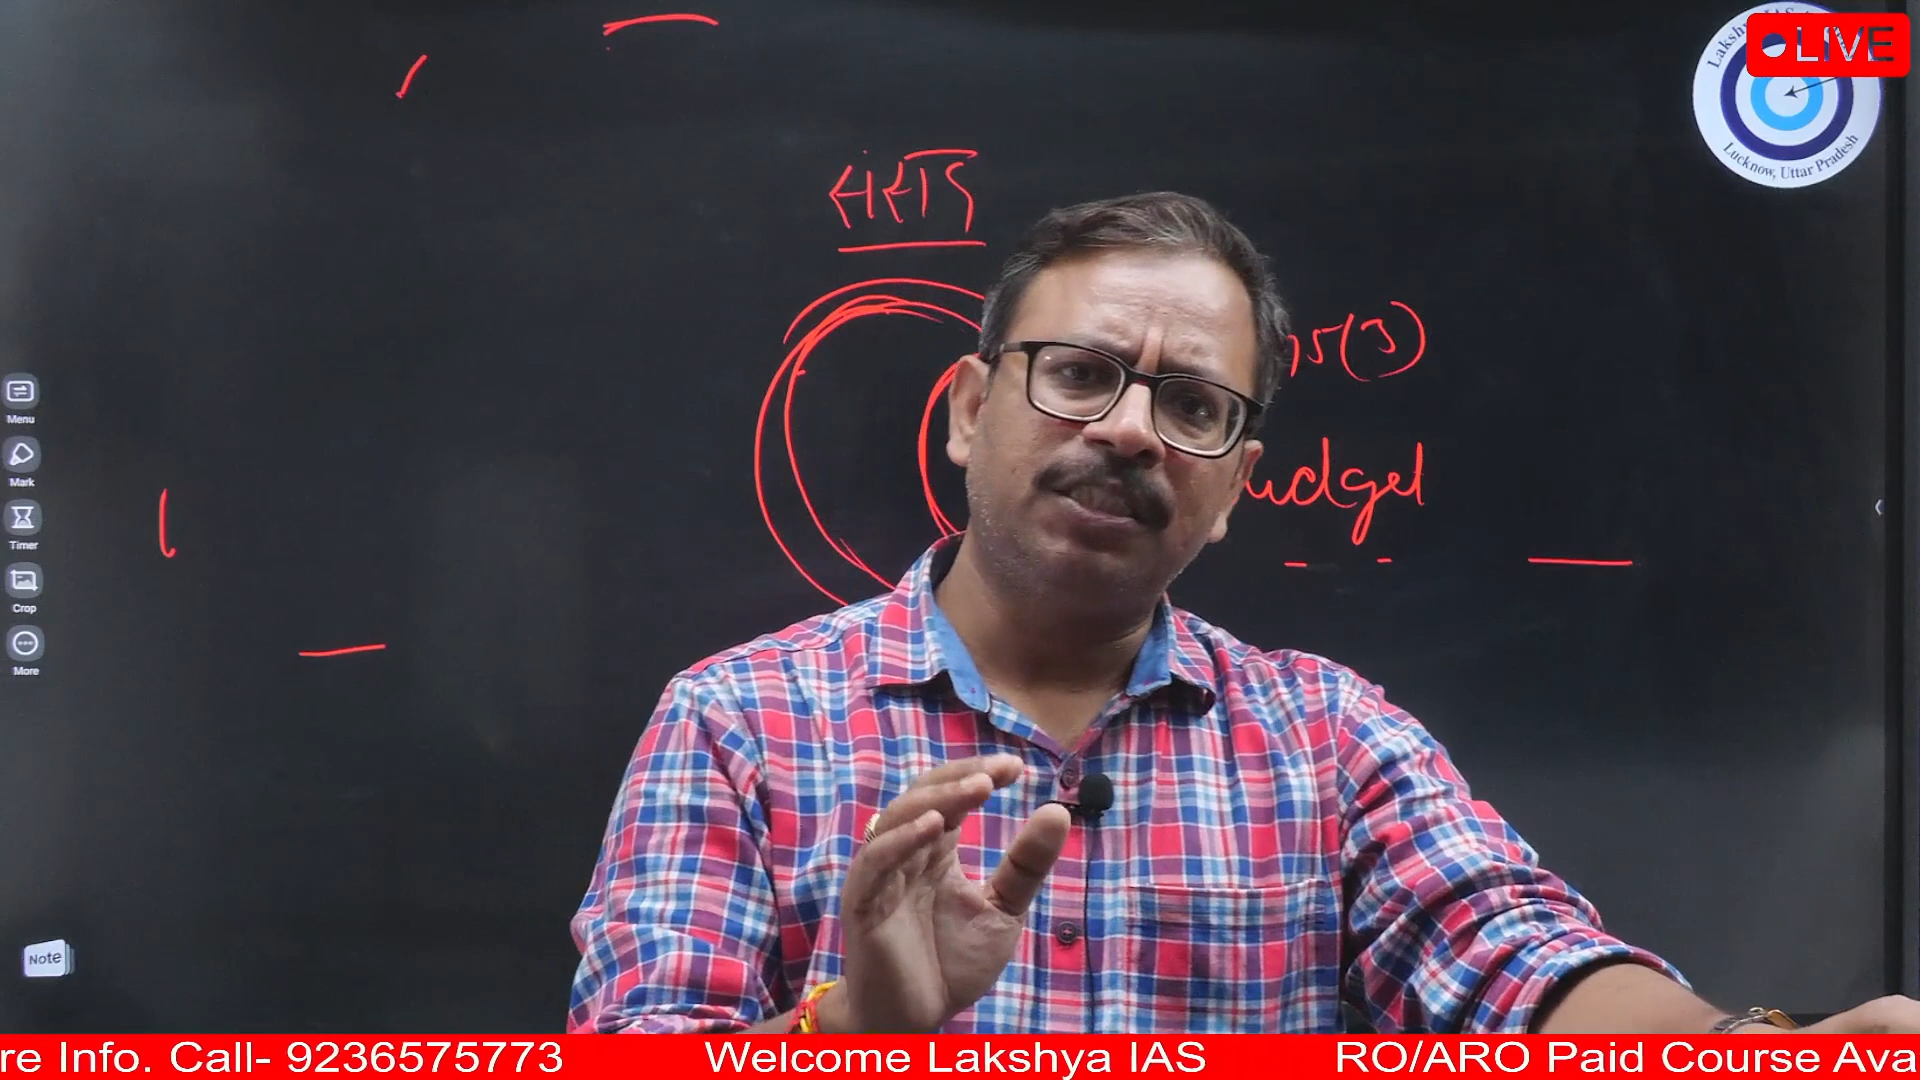 LIVE
Lucknow, Uttar Pradesh
संसद
75(3)
udget
Menu
Mark
Timer
Crop
More
Note
re Info. Call- 9236575773
Welcome Lakshya IAS
RO/ARO Paid Course Ava